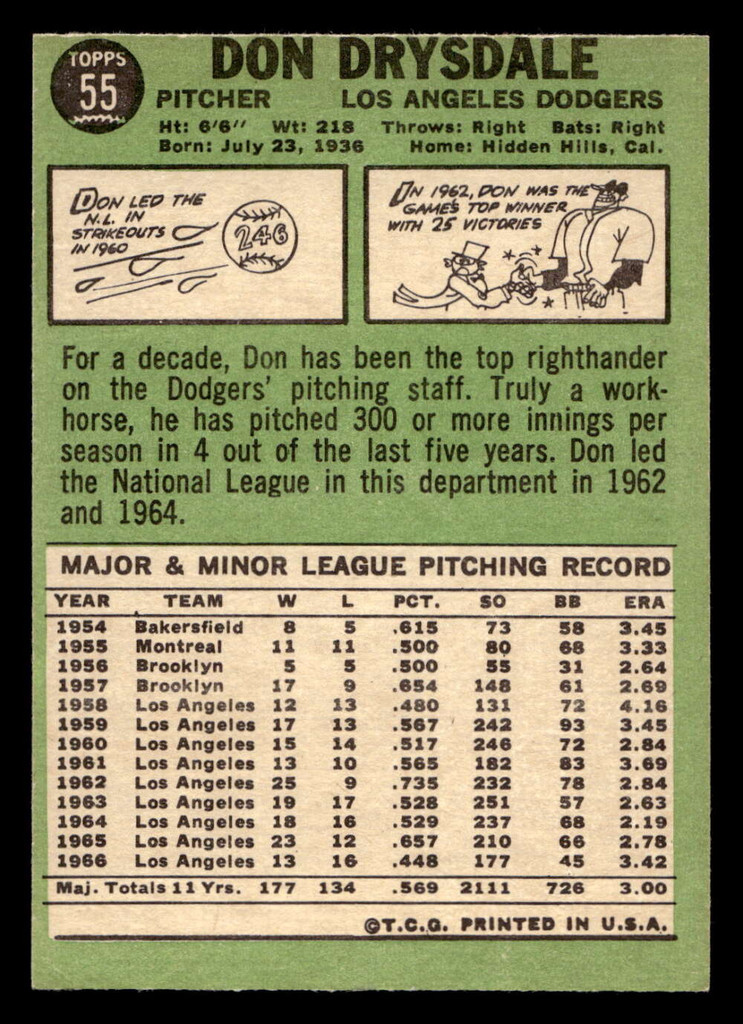 TOPPS
55
DON DRYSDALE
PITCHER LOS ANGELES DODGERS
Ht: 6'6" Wt: 218 Throws: Right Bats: Right
Born: July 23, 1936 Home: Hidden Hills, Cal.
DON LED THE
N.L. IN
STRIKEOUTS
IN 1960
246
IN 1962, DON WAS THE
GAME'S TOP WINNER
WITH 25 VICTORIES
For a decade, Don has been the top righthander
on the Dodgers' pitching staff. Truly a work-
horse, he has pitched 300 or more innings per
season in 4 out of the last five years. Don led
the National League in this department in 1962
and 1964.
MAJOR & MINOR LEAGUE PITCHING RECORD
YEAR TEAM W L PCT. SO BB ERA
1954 Bakersfield 8 5 .615 73 58 3.45
1955 Montreal 11 11 .500 80 68 3.33
1956 Brooklyn 5 5 .500 55 31 2.64
1957 Brooklyn 17 9 .654 148 61 2.69
1958 Los Angeles 12 13 .480 131 72 4.16
1959 Los Angeles 17 13 .567 242 93 3.45
1960 Los Angeles 15 14 .517 246 72 2.84
1961 Los Angeles 13 10 .565 182 83 3.69
1962 Los Angeles 25 9 .735 232 78 2.84
1963 Los Angeles 19 17 .528 251 57 2.63
1964 Los Angeles 18 16 .529 237 68 2.19
1965 Los Angeles 23 12 .657 210 66 2.78
1966 Los Angeles 13 16 .448 177 45 3.42
Maj. Totals 11 Yrs. 177 134 .569 2111 726 3.00
©T.C.G. PRINTED IN U.S.A.